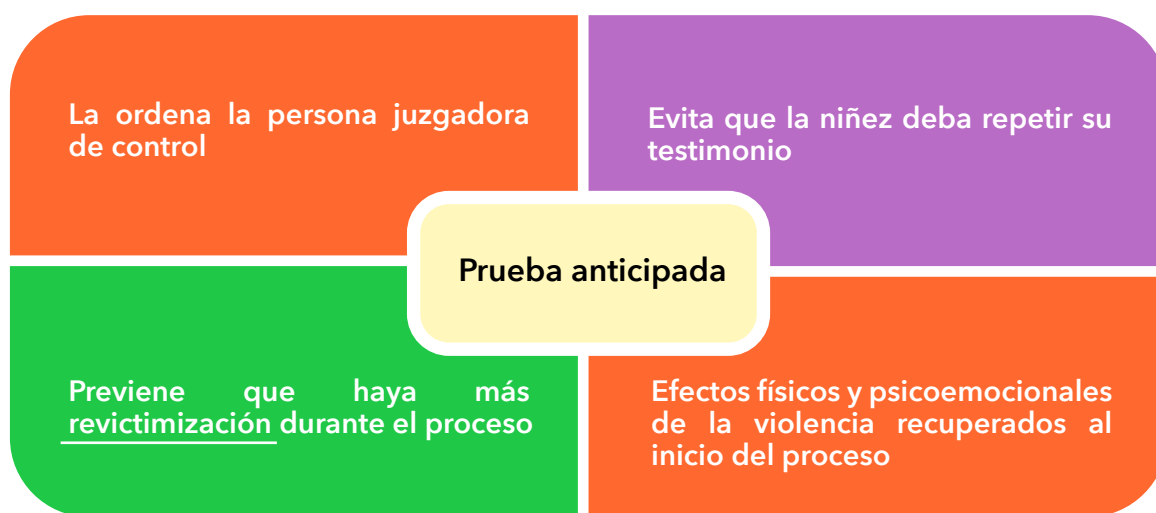 La ordena la persona juzgadora
de control
Evita que la niñez deba repetir su
testimonio
Prueba anticipada
Previene que haya más
revictimización durante el proceso
Efectos físicos y psicoemocionales
de la violencia recuperados al
inicio del proceso